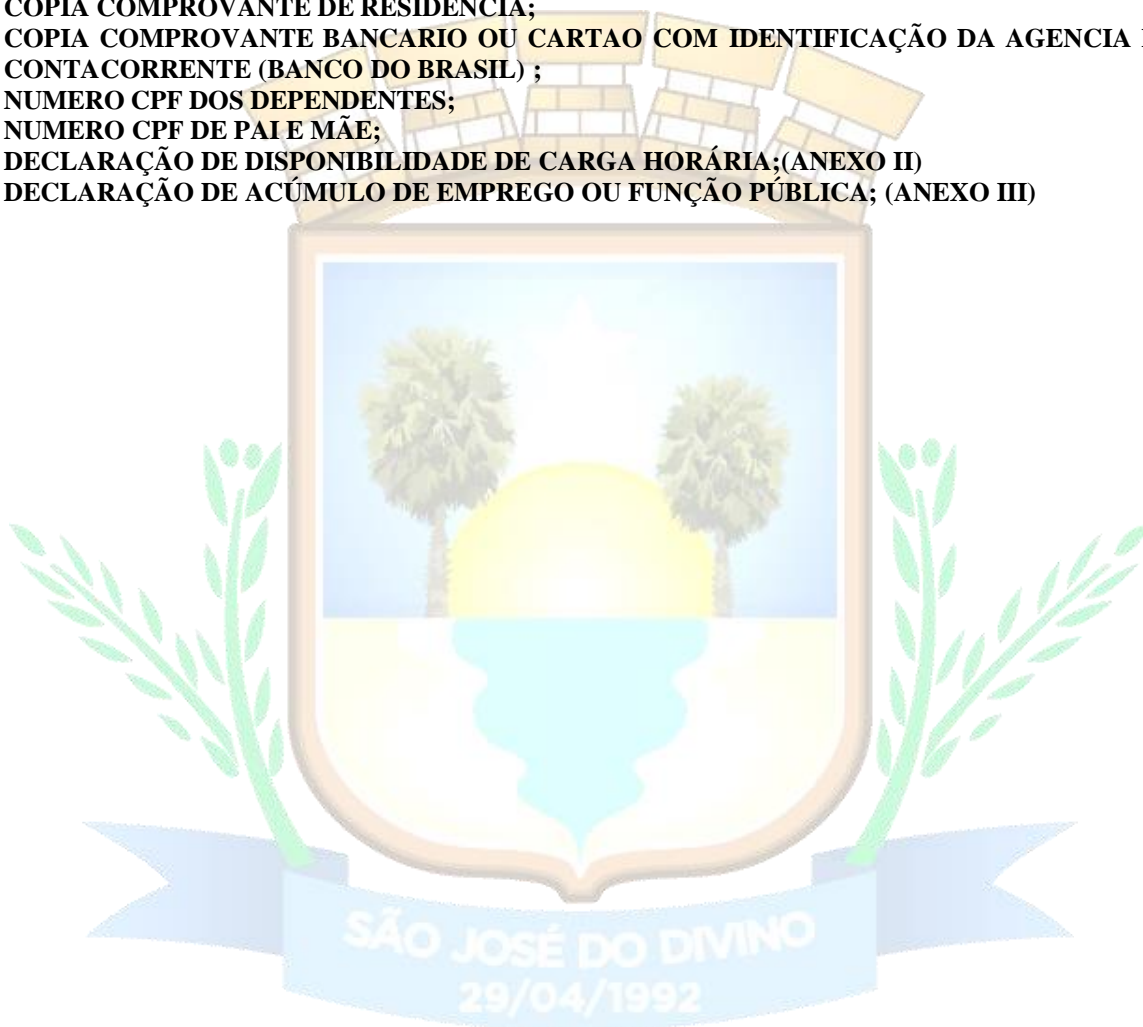 COPIA COMPROVANTE DE RESIDENCIA;
COPIA COMPROVANTE BANCARIO OU CARTAO COM IDENTIFICAÇÃO DA AGENCIA
CONTACORRENTE (BANCO DO BRASIL) ;
NUMERO CPF DOS DEPENDENTES;
NUMERO CPF DE PAI E MÃE;
DECLARAÇÃO DE DISPONIBILIDADE DE CARGA HORÁRIA;(ANEXO II)
DECLARAÇÃO DE ACÚMULO DE EMPREGO OU FUNÇÃO PÚBLICA; (ANEXO III)
SÃO JOSÉ DO DIVINO
29/04/1992